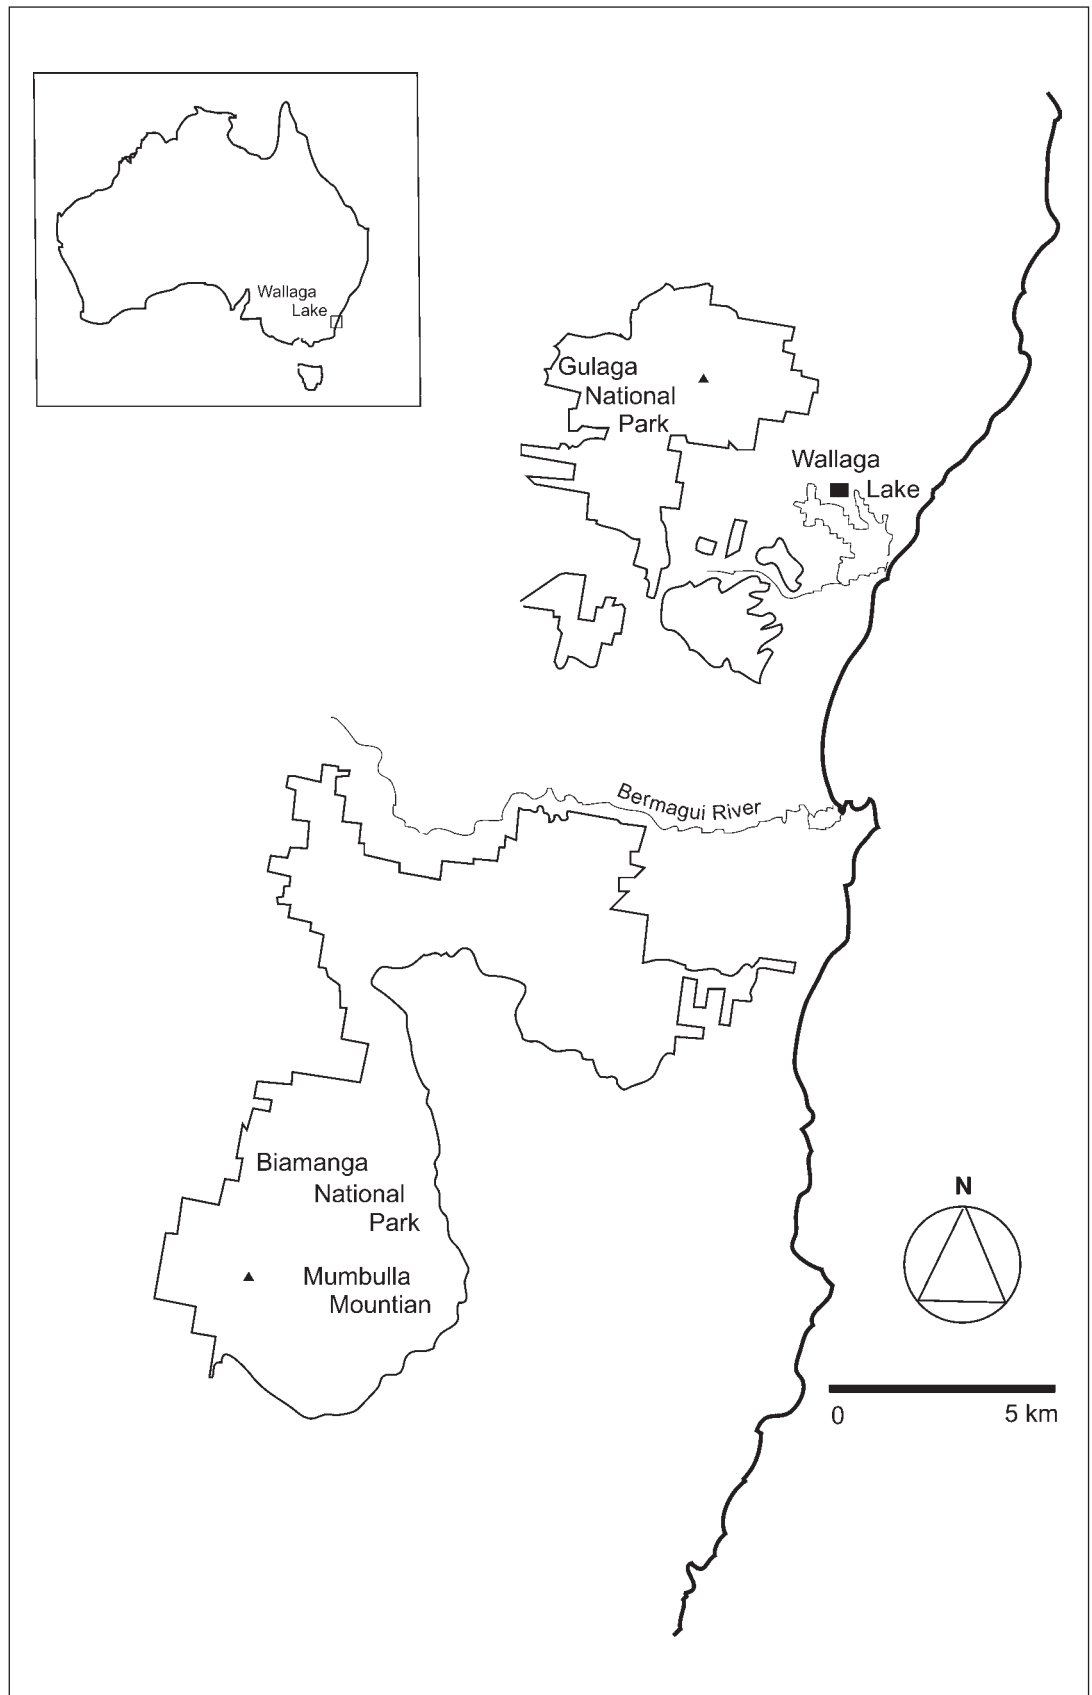 Wallaga
Lake
Gulaga
National
Park
Wallaga
Lake
Bermagui River
Biamanga
National
Park
Mumbulla
Mountian
N
0
5 km